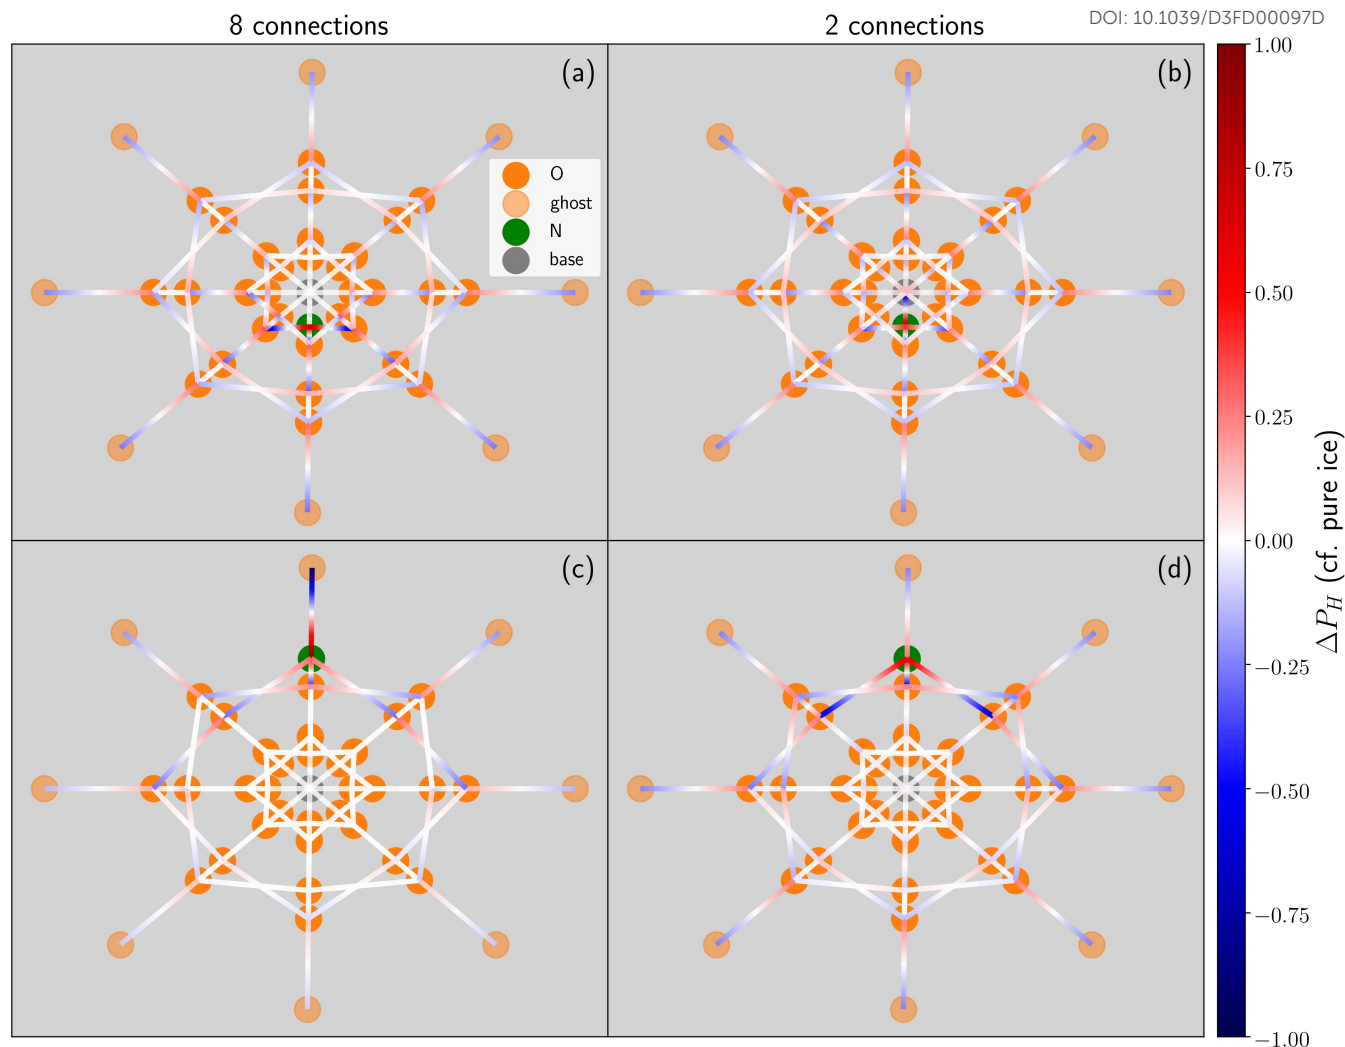 8 connections
2 connections
DOI: 10.1039/D3FD00097D
(a)
(b)
O
ghost
N
base
(c)
(d)
1.00
0.75
0.50
0.25
0.00
−0.25
−0.50
−0.75
−1.00
ΔP_H (cf. pure ice)